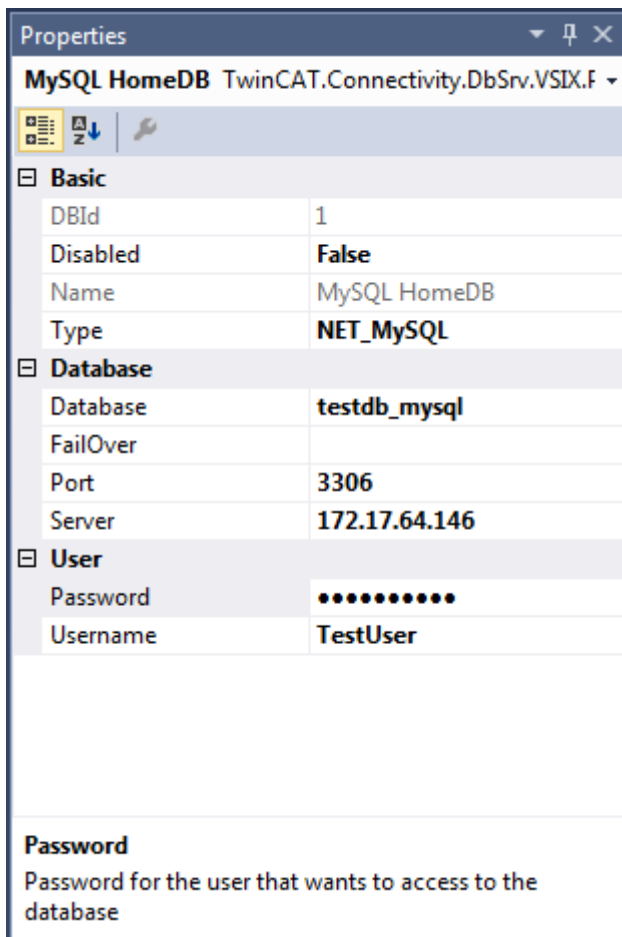 Properties
MySQL HomeDB TwinCAT.Connectivity.DbSrv.VSIX.F
Basic
DBId 1
Disabled False
Name MySQL HomeDB
Type NET_MySQL
Database
Database testdb_mysql
FailOver
Port 3306
Server 172.17.64.146
User
Password ●●●●●●●●●●
Username TestUser
Password
Password for the user that wants to access to the
database